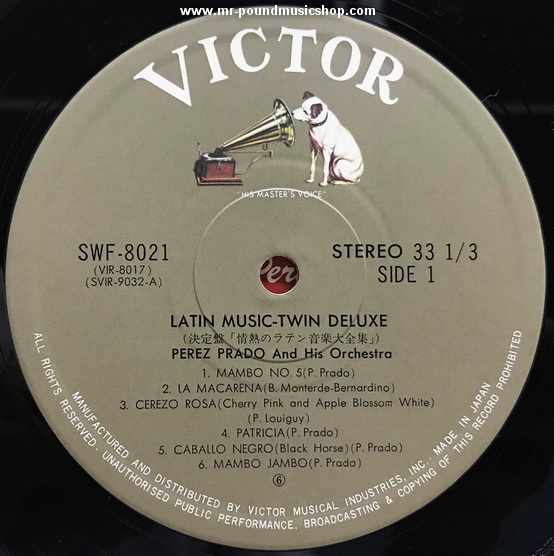 www.mr-poundmusicshop.com
VICTOR
"HIS MASTER'S VOICE"
SWF-8021
(VIR-8017)
(SVIR-9032-A)
STEREO 33 1/3
SIDE 1
Per
LATIN MUSIC-TWIN DELUXE
(決定盤「情熱のラテン音楽大全集」)
PEREZ PRADO And His Orchestra
1. MAMBO NO. 5 (P. Prado)
2. LA MACARENA (B. Monterde-Bernardino)
3. CEREZO ROSA (Cherry Pink and Apple Blossom White)
(P. Louiguy)
4. PATRICIA (P. Prado)
5. CABALLO NEGRO (Black Horse) (P. Prado)
6. MAMBO JAMBO (P. Prado)
⑥
MANUFACTURED AND DISTRIBUTED BY VICTOR MUSICAL INDUSTRIES, INC., MADE IN JAPAN
ALL RIGHTS RESERVED. UNAUTHORISED PUBLIC PERFORMANCE, BROADCASTING & COPYING OF THIS RECORD PROHIBITED